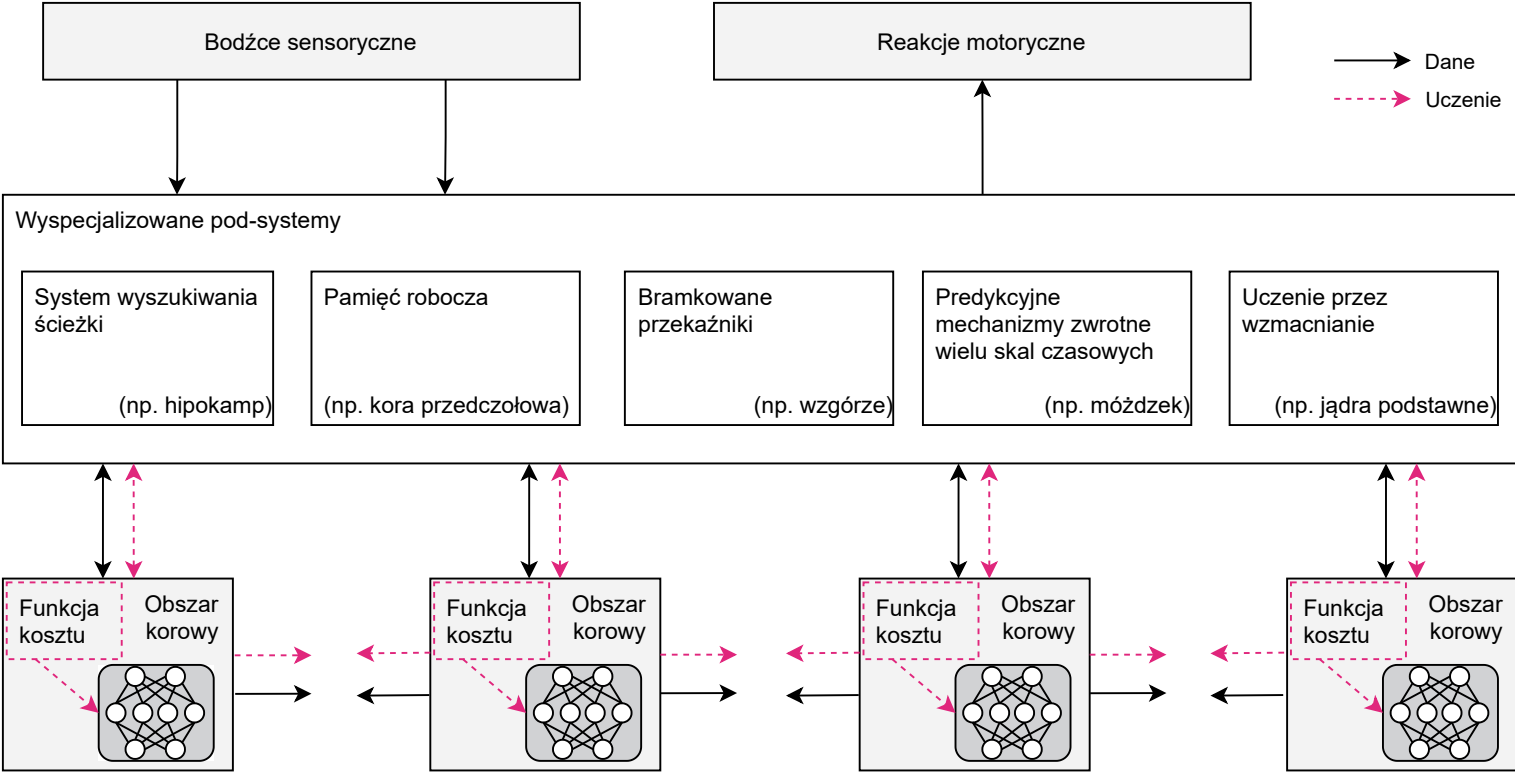 Bodźce sensoryczne
Reakcje motoryczne
Dane
Uczenie
Wyspecjalizowane pod-systemy
System wyszukiwania
ścieżki
(np. hipokamp)
Pamięć robocza
(np. kora przedczołowa)
Bramkowane
przekaźniki
(np. wzgórze)
Predykcyjne
mechanizmy zwrotne
wielu skal czasowych
(np. móżdzek)
Uczenie przez
wzmacnianie
(np. jądra podstawne)
Funkcja
kosztu
Obszar
korowy
Funkcja
kosztu
Obszar
korowy
Funkcja
kosztu
Obszar
korowy
Funkcja
kosztu
Obszar
korowy